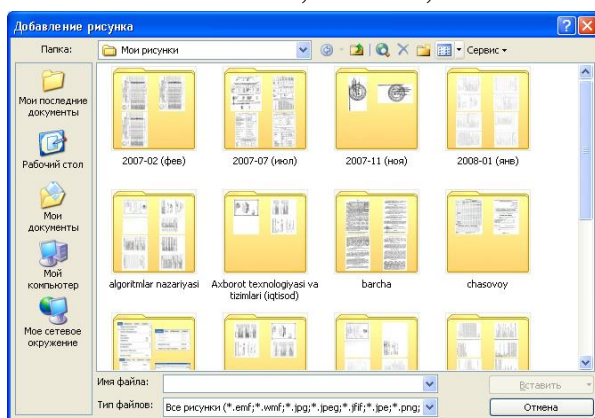 Добавление рисунка
Папка:
Мои рисунки
Сервис
Мои последние
документы
Рабочий стол
Мои
документы
Мой
компьютер
Мое сетевое
окружение
2007-02 (фев)
2007-07 (июл)
2007-11 (ноя)
2008-01 (янв)
algoritmlar nazariyasi
Axborot texnologiyasi va
tizimlari (iqtisod)
barcha
chasovoy
Имя файла:
Вставить
Тип файлов:
Все рисунки (*.emf;*.wmf;*.jpg;*.jpeg;*.jfif;*.jpe;*.png;
Отмена